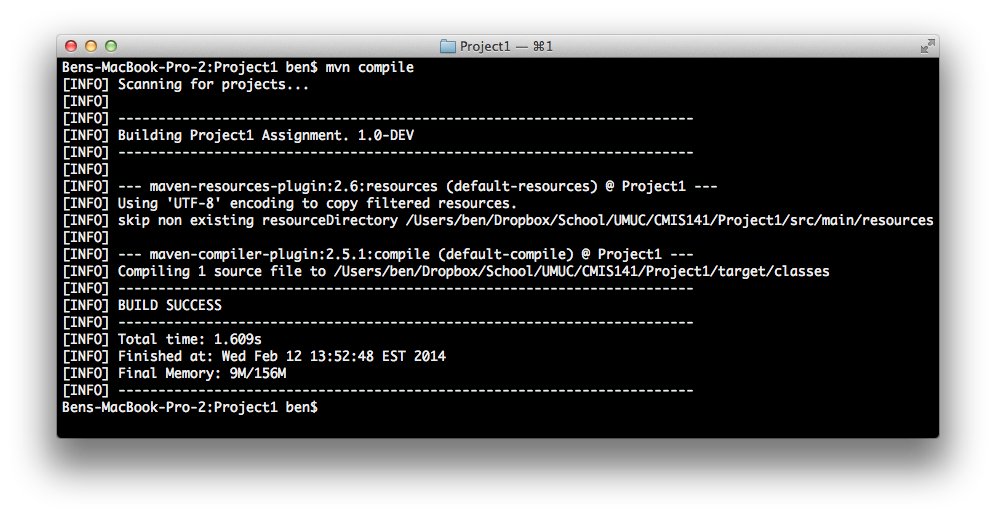 Project1 — ⌘1
Bens-MacBook-Pro-2:Project1 ben$ mvn compile
[INFO] Scanning for projects...
[INFO]
[INFO] ------------------------------------------------------------------------
[INFO] Building Project1 Assignment. 1.0-DEV
[INFO] ------------------------------------------------------------------------
[INFO]
[INFO] --- maven-resources-plugin:2.6:resources (default-resources) @ Project1 ---
[INFO] Using 'UTF-8' encoding to copy filtered resources.
[INFO] skip non existing resourceDirectory /Users/ben/Dropbox/School/UMUC/CMIS141/Project1/src/main/resources
[INFO]
[INFO] --- maven-compiler-plugin:2.5.1:compile (default-compile) @ Project1 ---
[INFO] Compiling 1 source file to /Users/ben/Dropbox/School/UMUC/CMIS141/Project1/target/classes
[INFO] ------------------------------------------------------------------------
[INFO] BUILD SUCCESS
[INFO] ------------------------------------------------------------------------
[INFO] Total time: 1.609s
[INFO] Finished at: Wed Feb 12 13:52:48 EST 2014
[INFO] Final Memory: 9M/156M
[INFO] ------------------------------------------------------------------------
Bens-MacBook-Pro-2:Project1 ben$